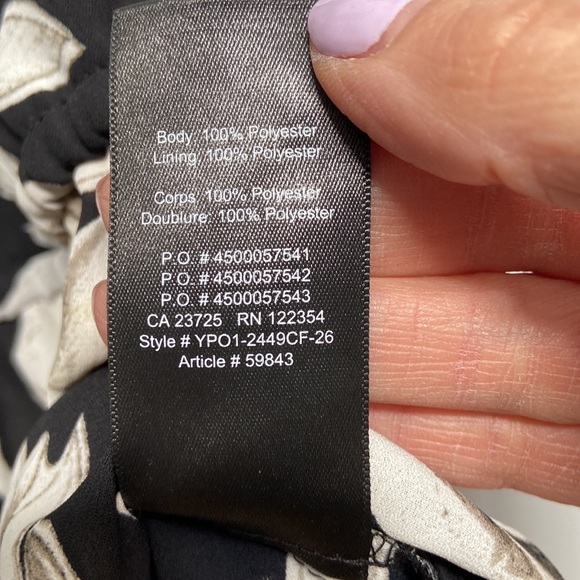 Body: 100% Polyester
Lining: 100% Polyester
Corps: 100% Polyester
Doublure: 100% Polyester
P.O. # 4500057541
P.O. # 4500057542
P.O. # 4500057543
CA 23725 RN 122354
Style # YPO1-2449CF-26
Article # 59843